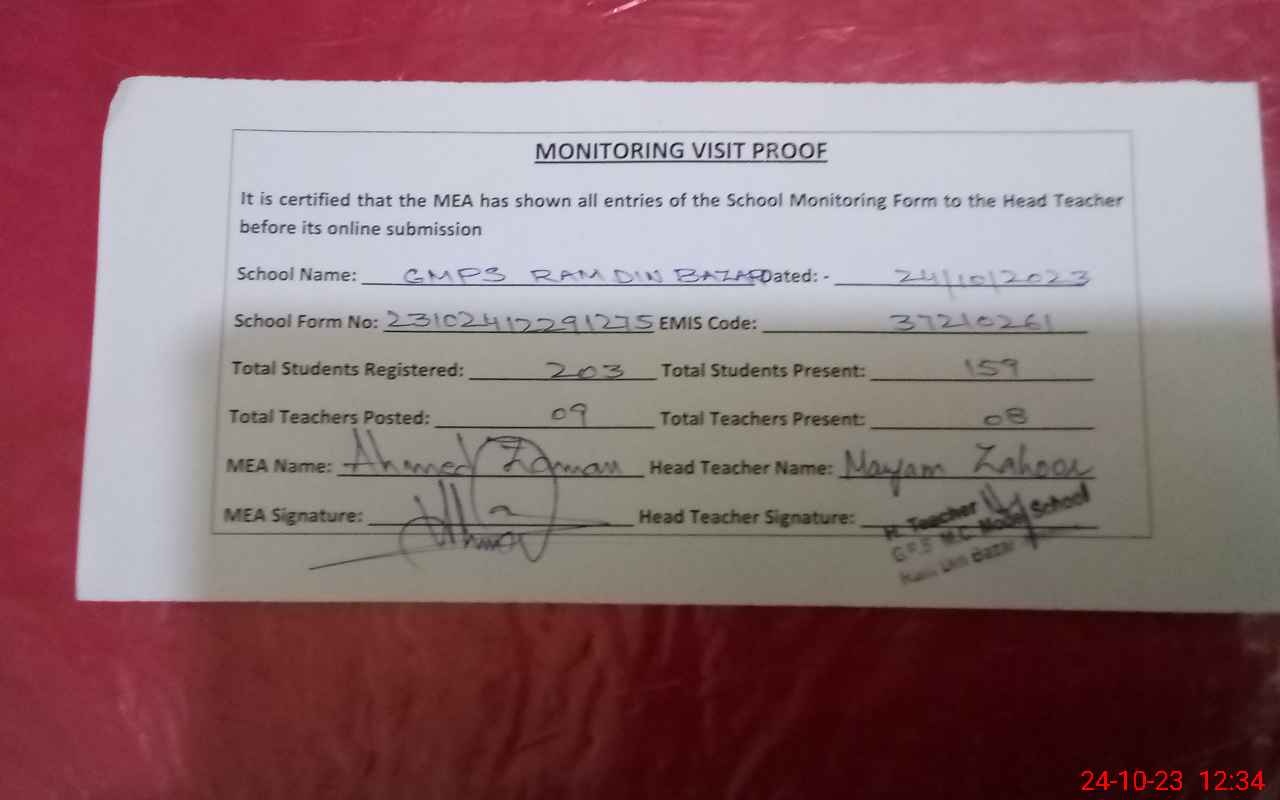 MONITORING VISIT PROOF
It is certified that the MEA has shown all entries of the School Monitoring Form to the Head Teacher
before its online submission
School Name: GMPS RAM DIN BAZAR Dated: - 24/10/2023
School Form No: 231024122291275 EMIS Code: 37210261
Total Students Registered: 203 Total Students Present: 159
Total Teachers Posted: 09 Total Teachers Present: 08
MEA Name: Ahmed Zaman Head Teacher Name: Mayam Zahoor
MEA Signature: Head Teacher Signature:
H. Teacher
G.P.S M.C. Model School
Ram Din Bazar
24-10-23 12:34